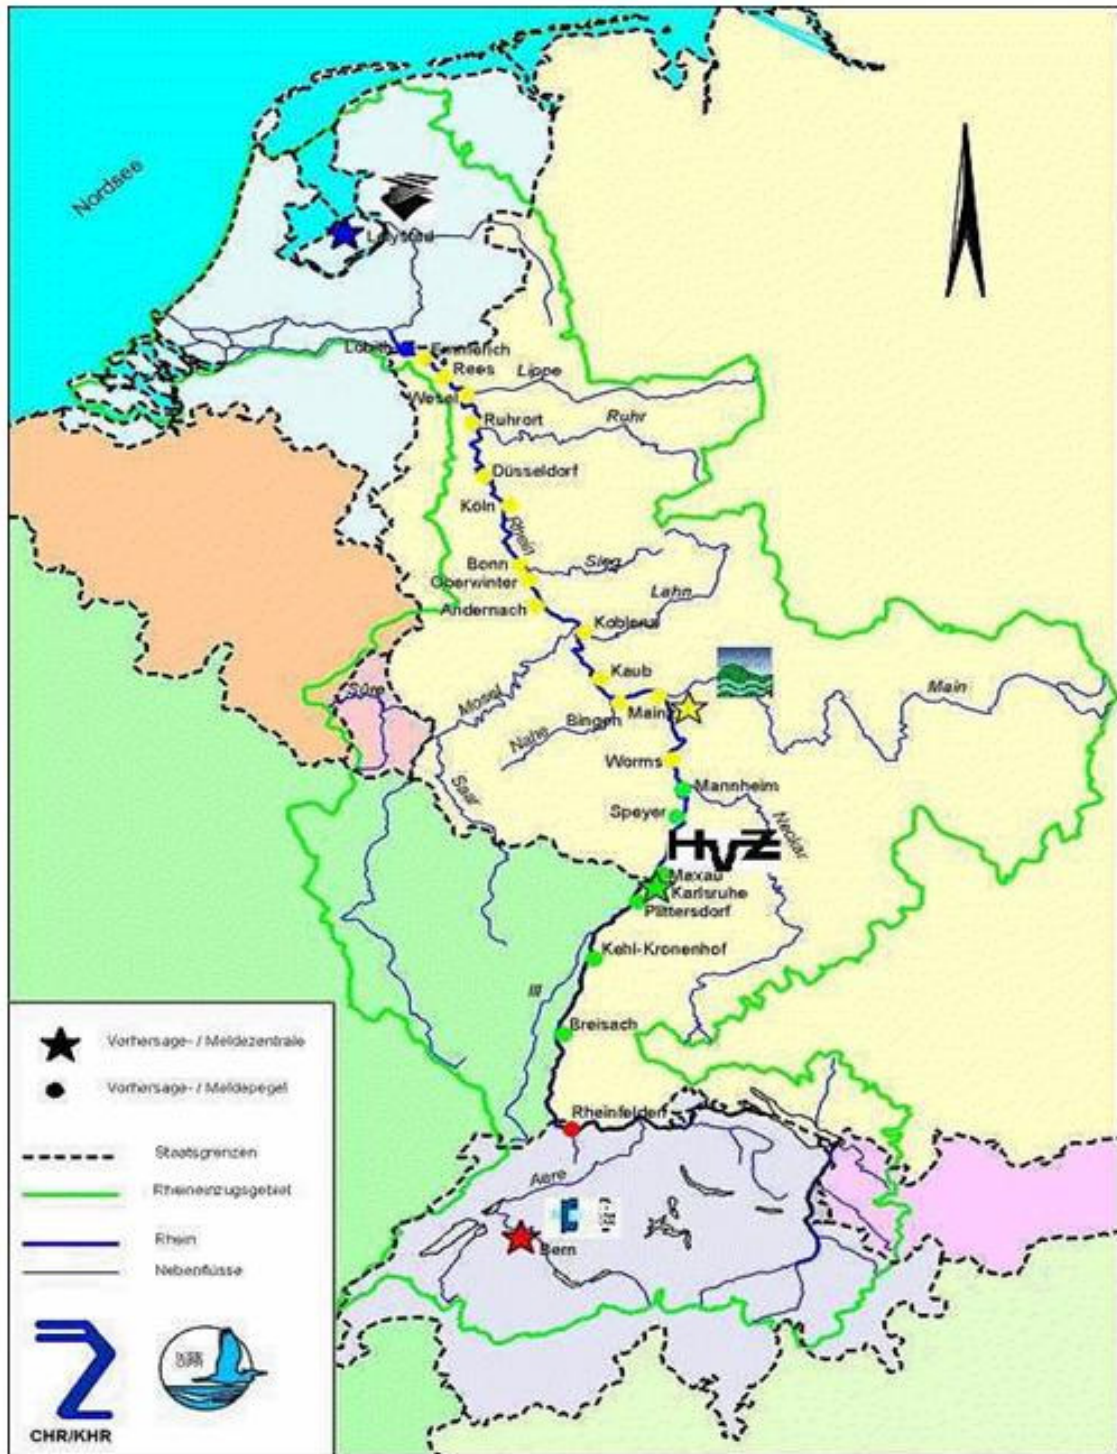 Nordsee
Lelystad
Lobith
Emmerich
Rees
Lippe
Wesel
Ruhrort
Ruhr
Düsseldorf
Köln
Rhein
Bonn
Sieg
Oberwinter
Lahn
Andernach
Koblenz
Kaub
Sûre
Mosel
Main
Bingen
Mainz
Nahe
Worms
Mannheim
Saar
Speyer
Neckar
HVZ
Maxau
Karlsruhe
Plittersdorf
Kehl-Kronenhof
Ill
Breisach
Rheinfelden
Aare
Bern
Vorhersage- / Meldezentrale
Vorhersage- / Meldepegel
Staatsgrenzen
Rheineinzugsgebiet
Rhein
Nebenflüsse
CHR/KHR